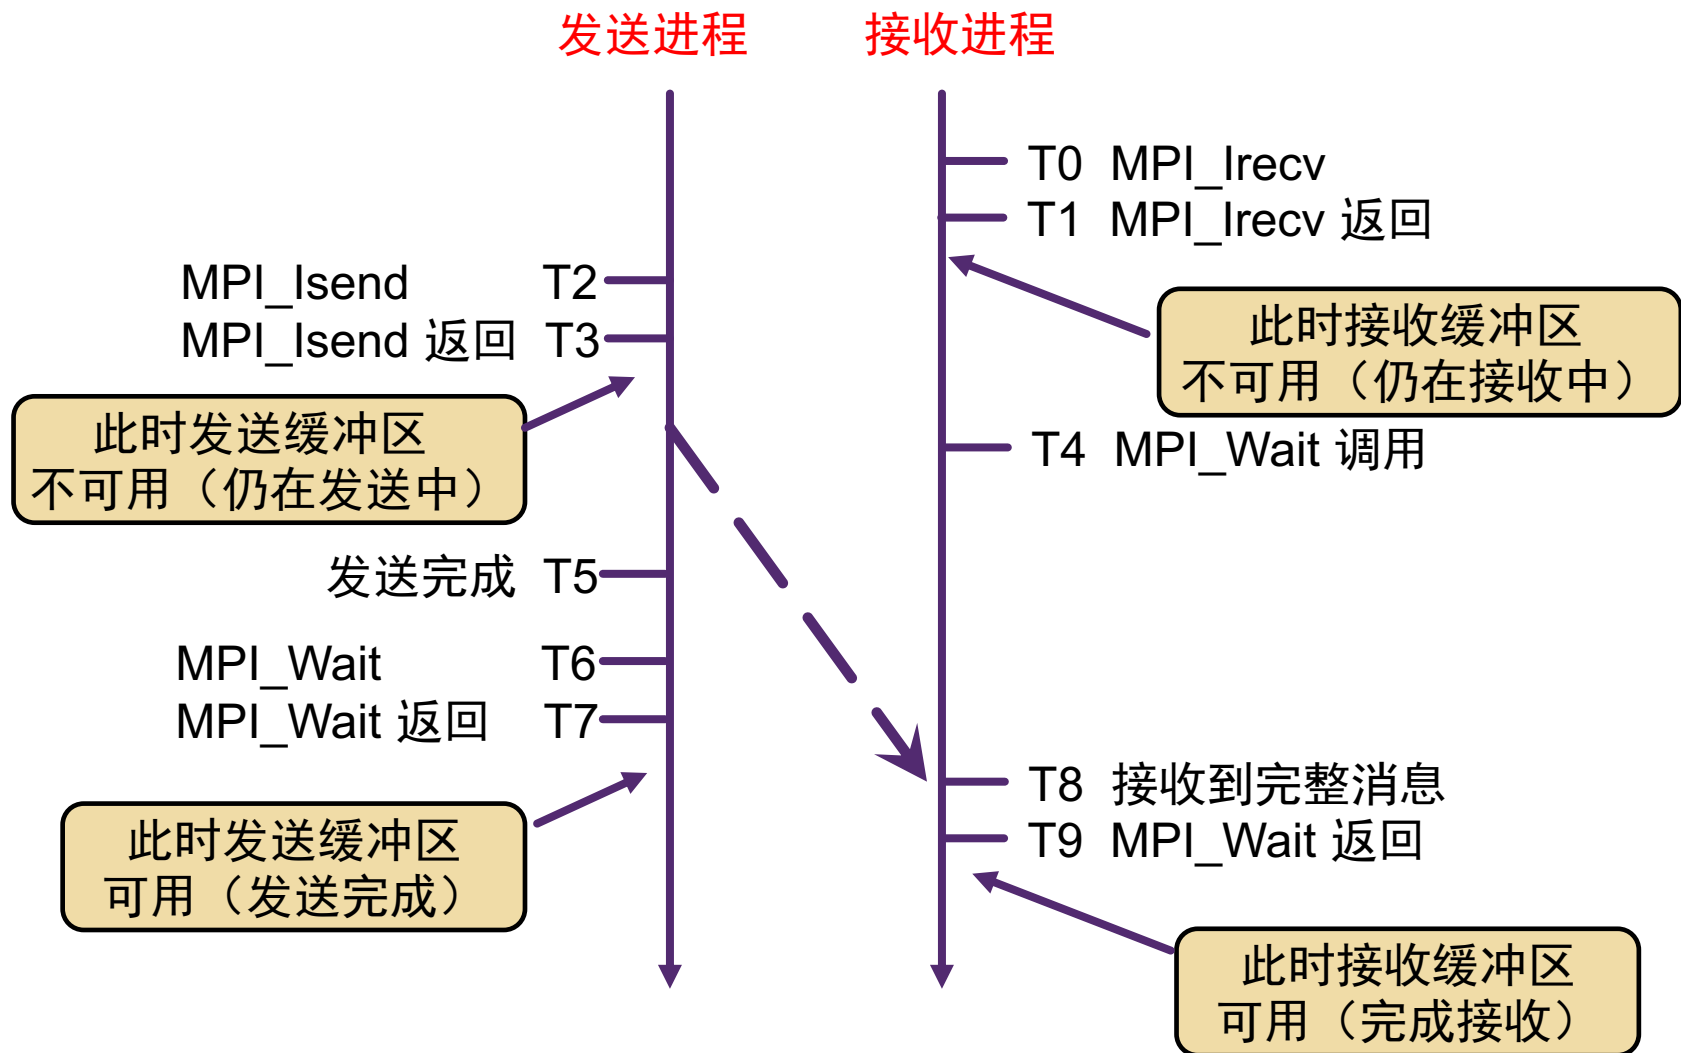 发送进程
接收进程
T0 MPI_Irecv
T1 MPI_Irecv 返回
MPI_Isend T2
MPI_Isend 返回 T3
此时接收缓冲区
不可用（仍在接收中）
此时发送缓冲区
不可用（仍在发送中）
T4 MPI_Wait 调用
发送完成 T5
MPI_Wait T6
MPI_Wait 返回 T7
T8 接收到完整消息
T9 MPI_Wait 返回
此时发送缓冲区
可用（发送完成）
此时接收缓冲区
可用（完成接收）